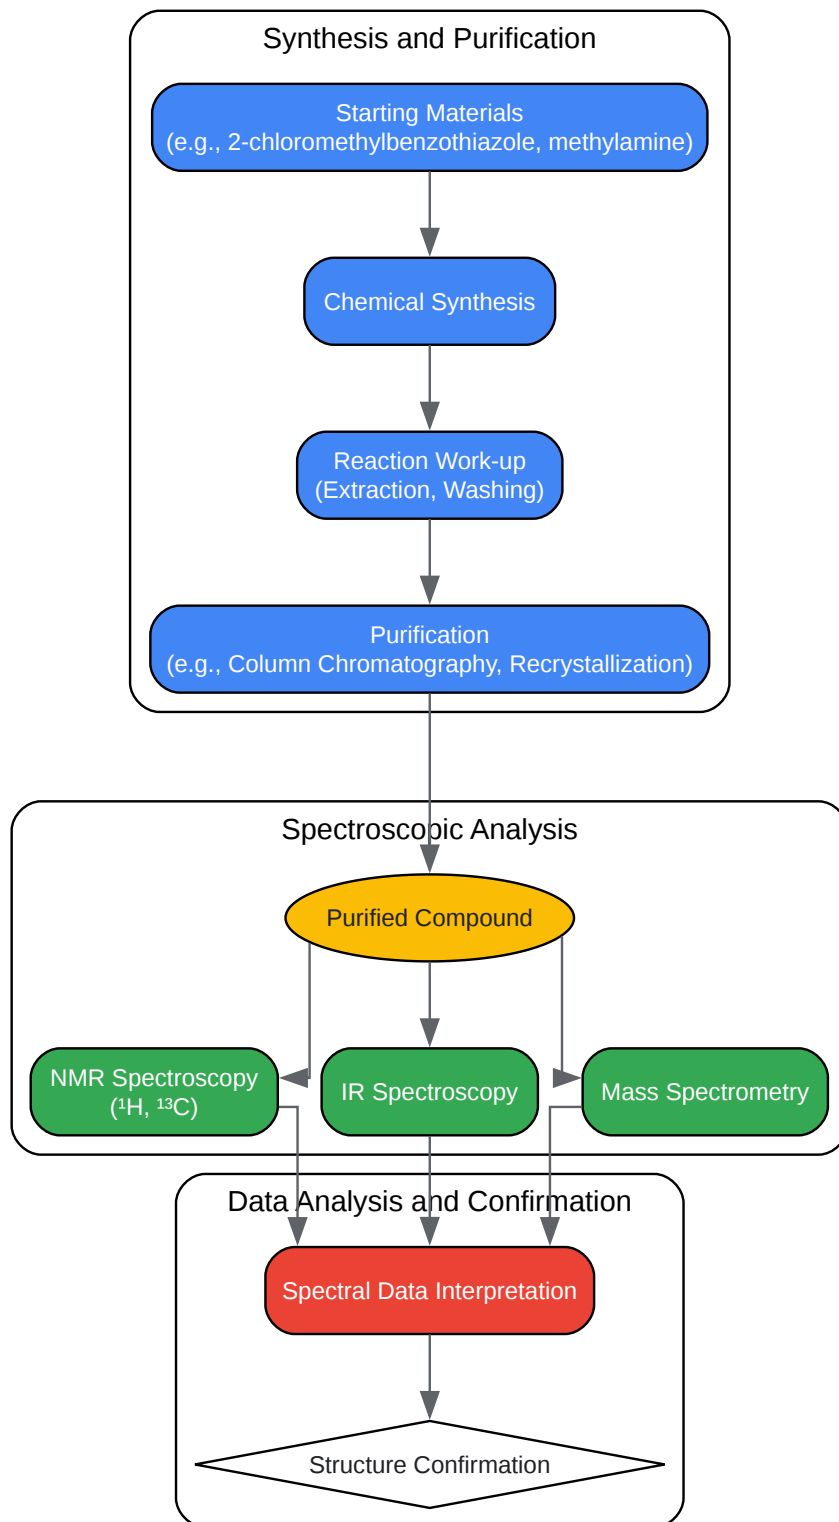 Synthesis and Purification
Starting Materials
(e.g., 2-chloromethylbenzothiazole, methylamine)
Chemical Synthesis
Reaction Work-up
(Extraction, Washing)
Purification
(e.g., Column Chromatography, Recrystallization)
Spectroscopic Analysis
Purified Compound
NMR Spectroscopy
(¹H, ¹³C)
IR Spectroscopy
Mass Spectrometry
Data Analysis and Confirmation
Spectral Data Interpretation
Structure Confirmation